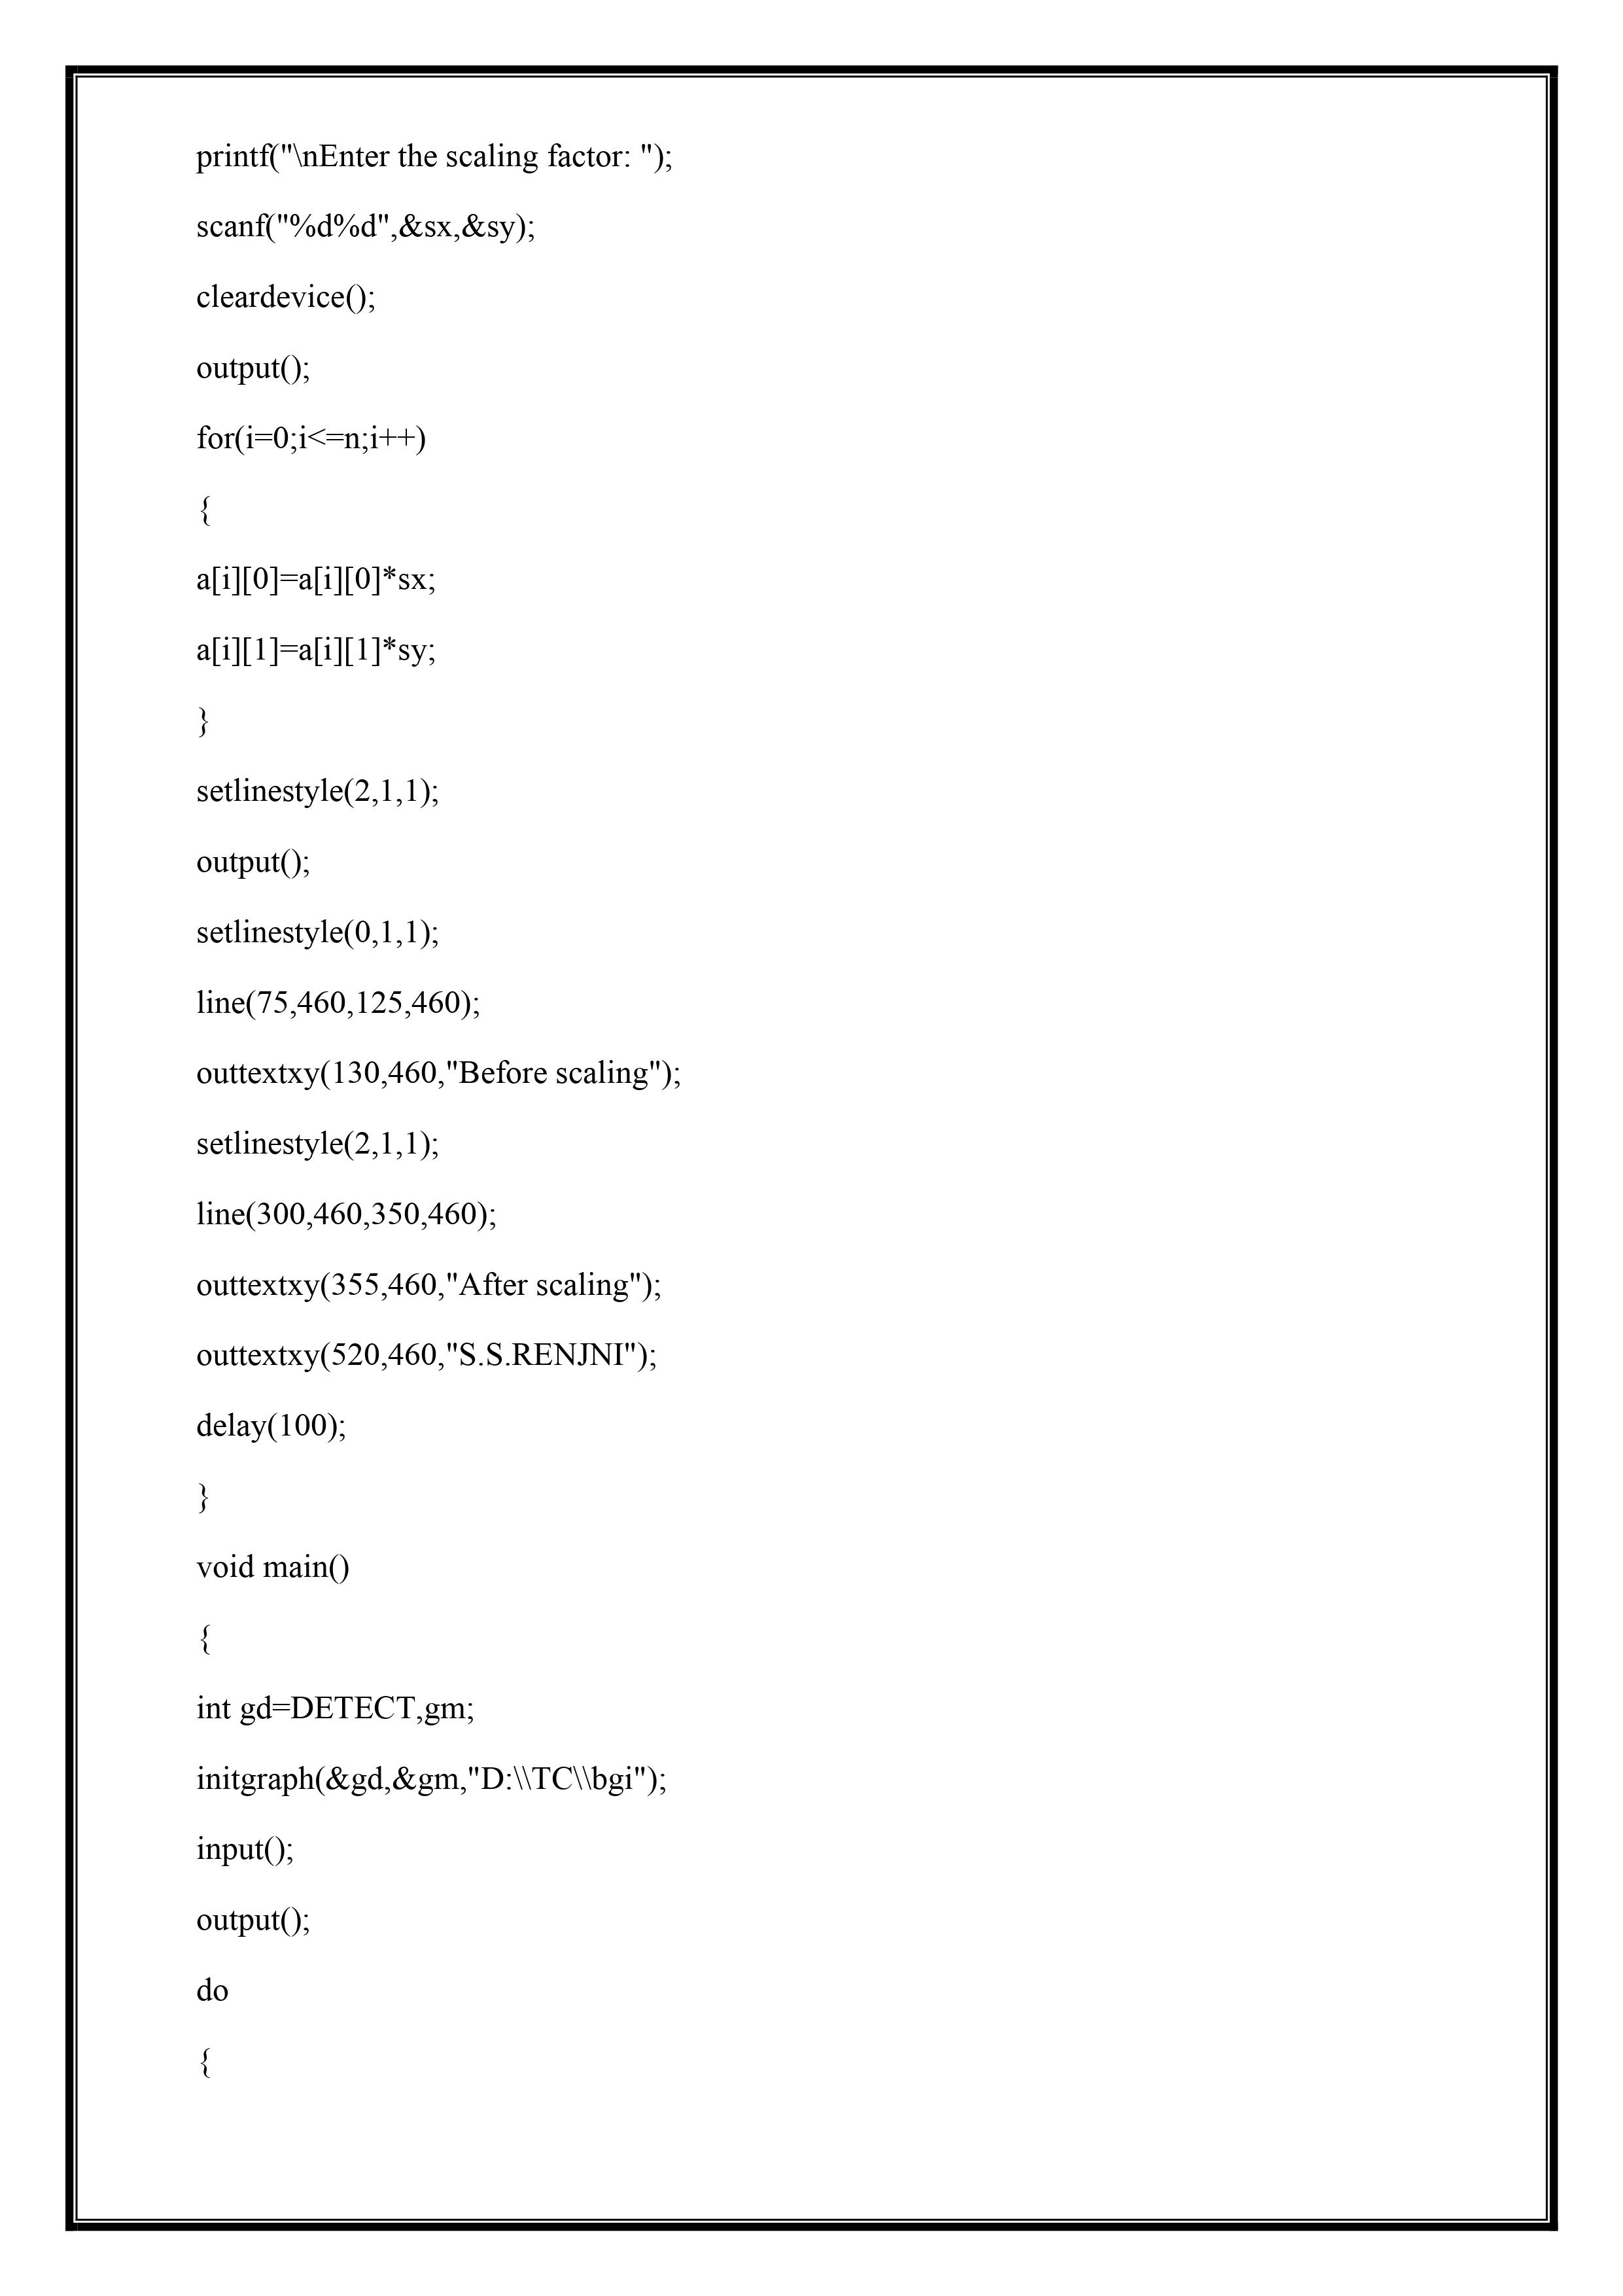 printf("\nEnter the scaling factor: ");
scanf("%d%d",&sx,&sy);
cleardevice();
output();
for(i=0;i<=n;i++)
{
a[i][0]=a[i][0]*sx;
a[i][1]=a[i][1]*sy;
}
setlinestyle(2,1,1);
output();
setlinestyle(0,1,1);
line(75,460,125,460);
outtextxy(130,460,"Before scaling");
setlinestyle(2,1,1);
line(300,460,350,460);
outtextxy(355,460,"After scaling");
outtextxy(520,460,"S.S.RENJNI");
delay(100);
}
void main()
{
int gd=DETECT,gm;
initgraph(&gd,&gm,"D:\\TC\\bgi");
input();
output();
do
{